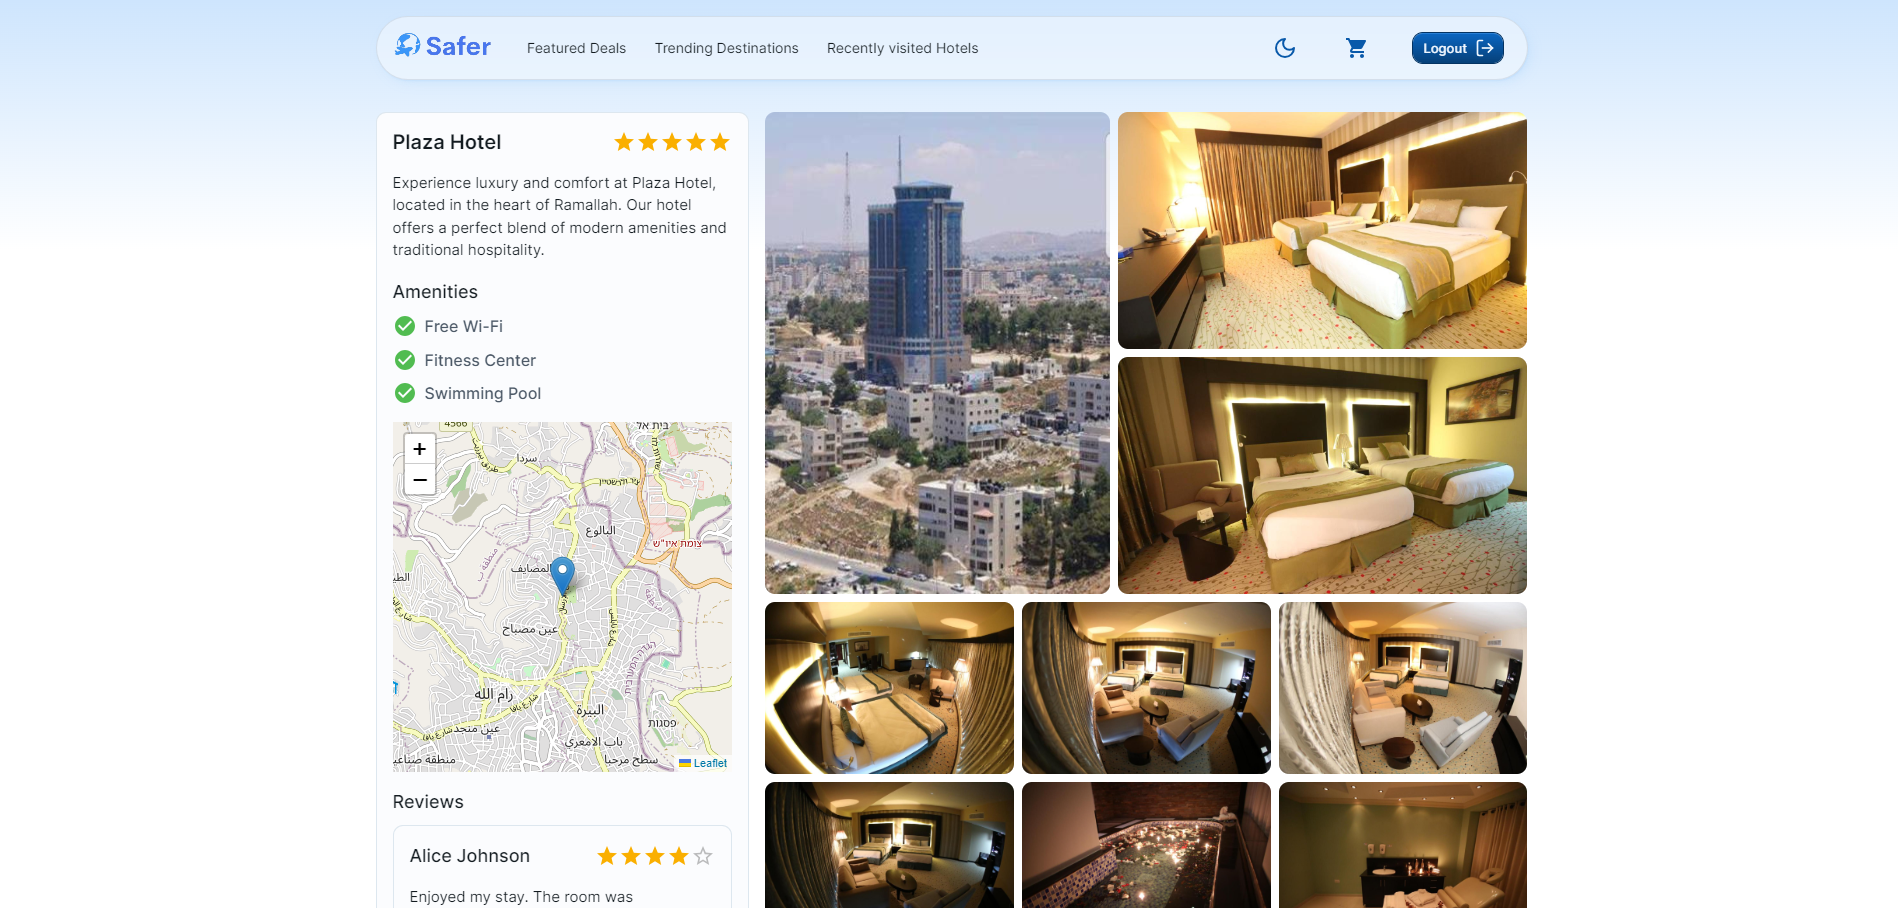 Safer
Featured Deals
Trending Destinations
Recently visited Hotels
Logout
Plaza Hotel
Experience luxury and comfort at Plaza Hotel,
located in the heart of Ramallah. Our hotel
offers a perfect blend of modern amenities and
traditional hospitality.
Amenities
Free Wi-Fi
Fitness Center
Swimming Pool
4566
בית אל
+
−
سردا
البالوع
צומת איו"ש
المصايف
عين مصباح
رام الله
البيرة
فسגות
عين منجد
شارع يافا
باب الامعري
سطح مرحبا
Leaflet
Reviews
Alice Johnson
Enjoyed my stay. The room was